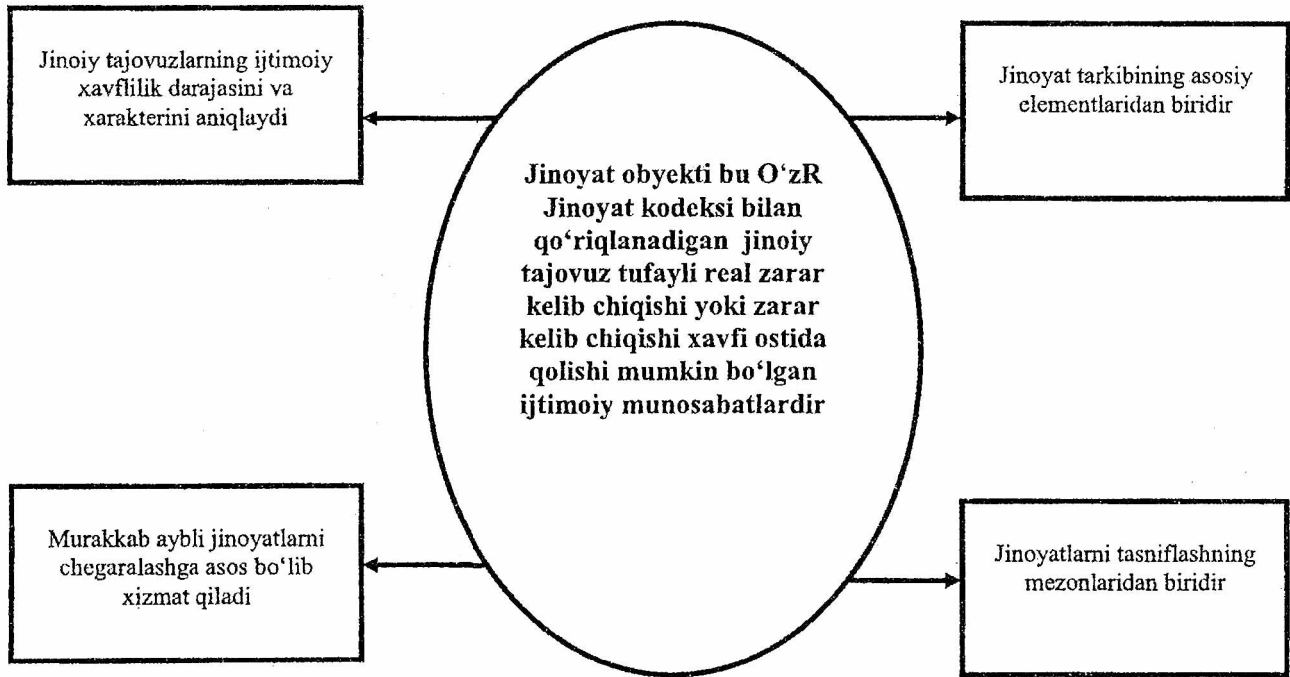 Jinoiy tajovuzlarning ijtimoiy
xavflilik darajasini va
xarakterini aniqlaydi
Jinoyat tarkibining asosiy
elementlaridan biridir
Jinoyat obyekti bu O‘zR
Jinoyat kodeksi bilan
qo‘riqlanadigan jinoiy
tajovuz tufayli real zarar
kelib chiqishi yoki zarar
kelib chiqishi xavfi ostida
qolishi mumkin bo‘lgan
ijtimoiy munosabatlardir
Murakkab aybli jinoyatlarni
chegaralashga asos bo‘lib
xizmat qiladi
Jinoyatlarni tasniflashning
mezonlaridan biridir